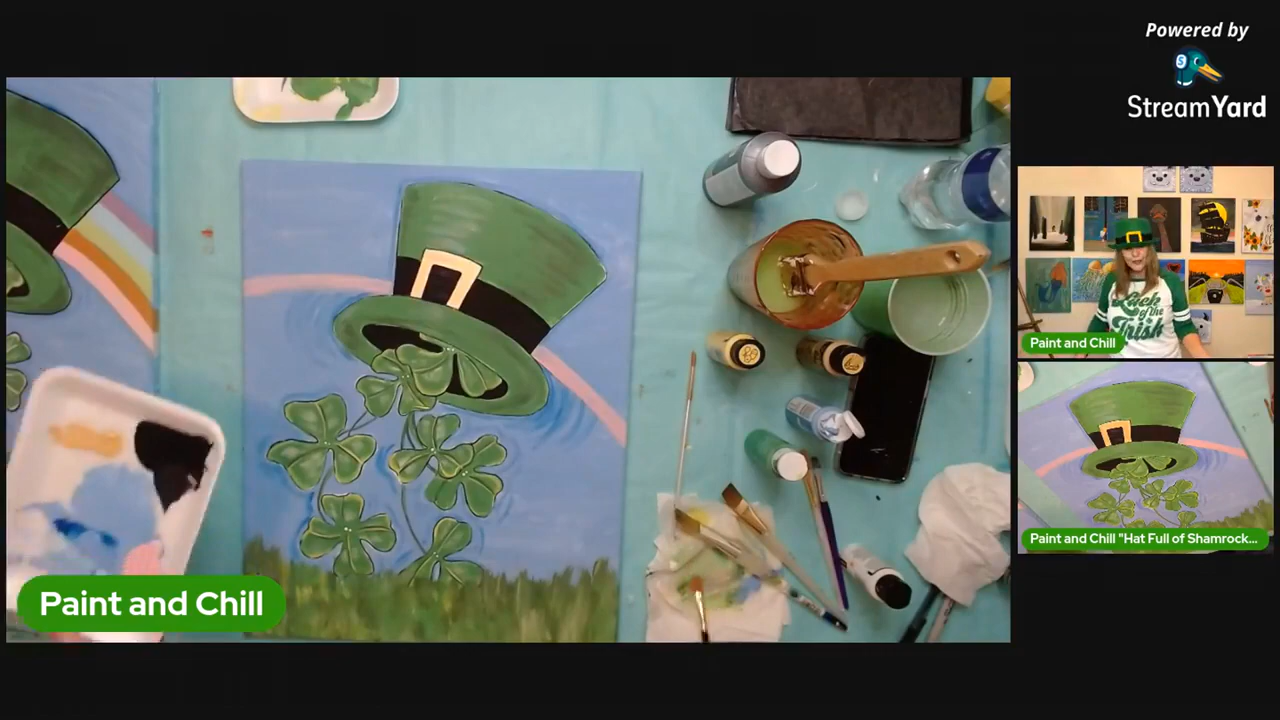 Powered by
StreamYard
Paint and Chill
Luck
of the
Irish
Paint and Chill
Paint and Chill "Hat Full of Shamrock...